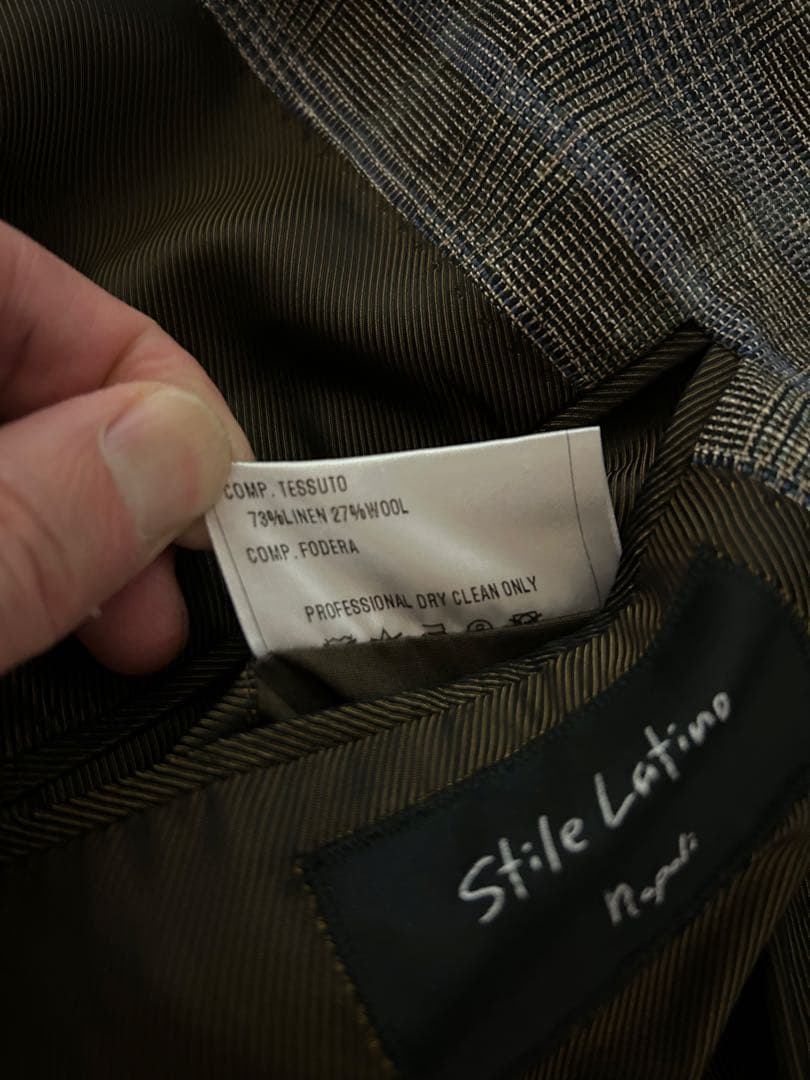 COMP.TESSUTO
73%LINEN 27%WOOL
COMP.FODERA
PROFESSIONAL DRY CLEAN ONLY
Stile Latino
Napoli